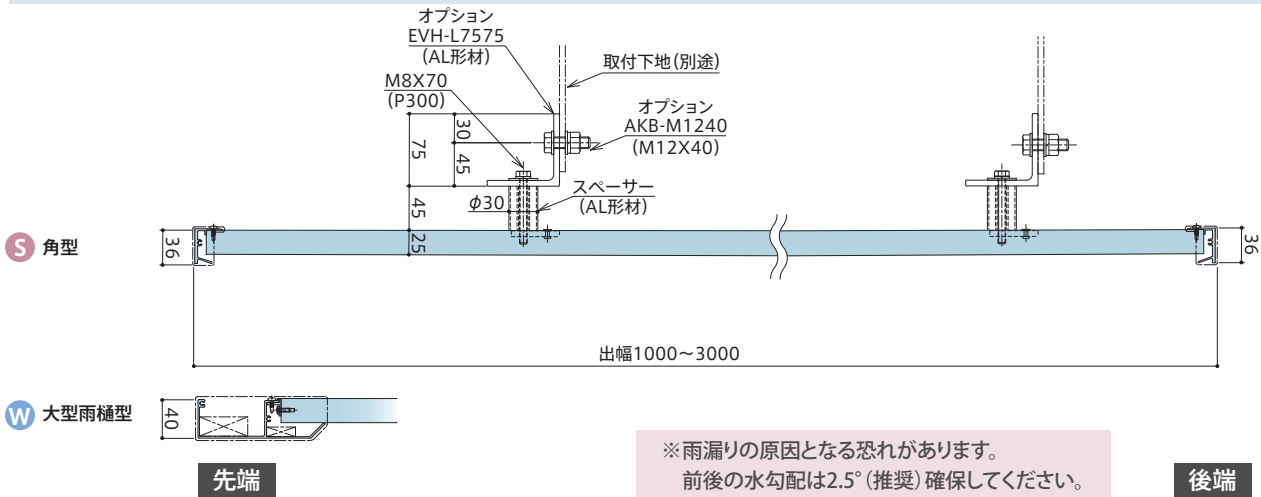 オプション
EVH-L7575
(AL形材)
取付下地(別途)
M8X70
(P300)
オプション
AKB-M1240
(M12X40)
30
75
45
スペーサー
(AL形材)
φ30
45
25
S 角型
36
36
出幅1000～3000
W 大型雨樋型
40
※雨漏りの原因となる恐れがあります。
前後の水勾配は2.5°(推奨)確保してください。
先端
後端